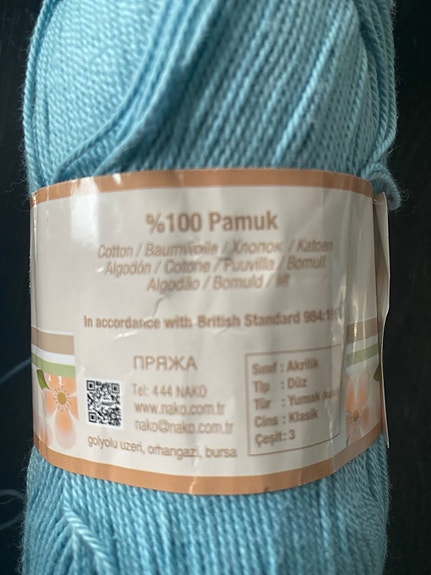 %100 Pamuk
Cotton / Baumwolle / Хлопок / Katoen
Algodón / Cotone / Puuvilla / Bomull
Algodão / Bomuld /
In accordance with British Standard 984:19
ПРЯЖА
Tel: 444 NAKO
www.nako.com.tr
nako@nako.com.tr
golyolu uzeri, orhangazi, bursa
Sınıf : Akrilik
Tip : Düz
Tür : Yumak
Cins : Klasik
Çeşit: 3